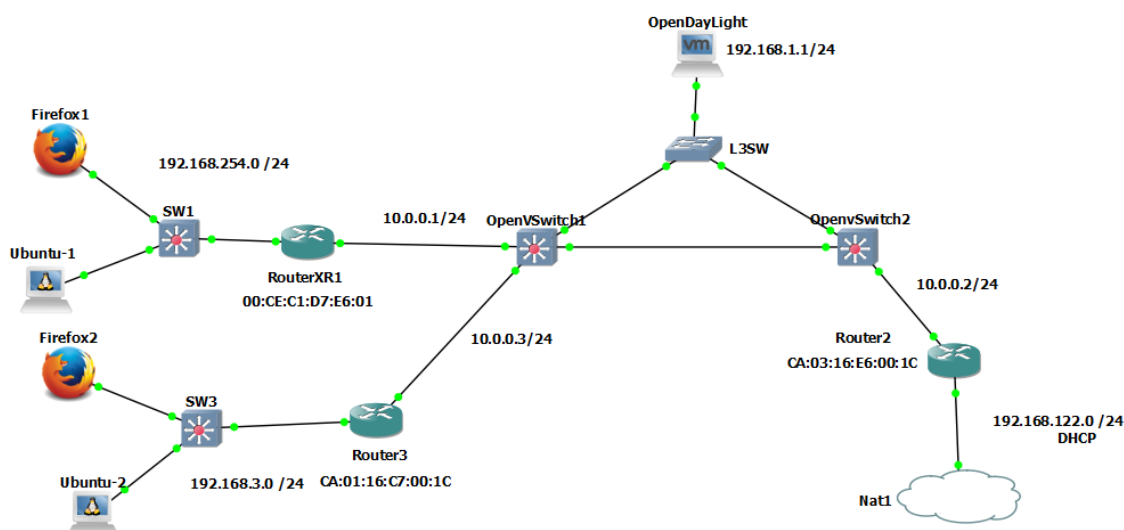 OpenDayLight
vm
192.168.1.1/24
Firefox1
L3SW
192.168.254.0 /24
SW1
10.0.0.1/24
OpenVSwitch1
OpenvSwitch2
Ubuntu-1
RouterXR1
00:CE:C1:D7:E6:01
10.0.0.2/24
Firefox2
10.0.0.3/24
Router2
CA:03:16:E6:00:1C
SW3
192.168.122.0 /24
DHCP
Router3
CA:01:16:C7:00:1C
Ubuntu-2
192.168.3.0 /24
Nat1